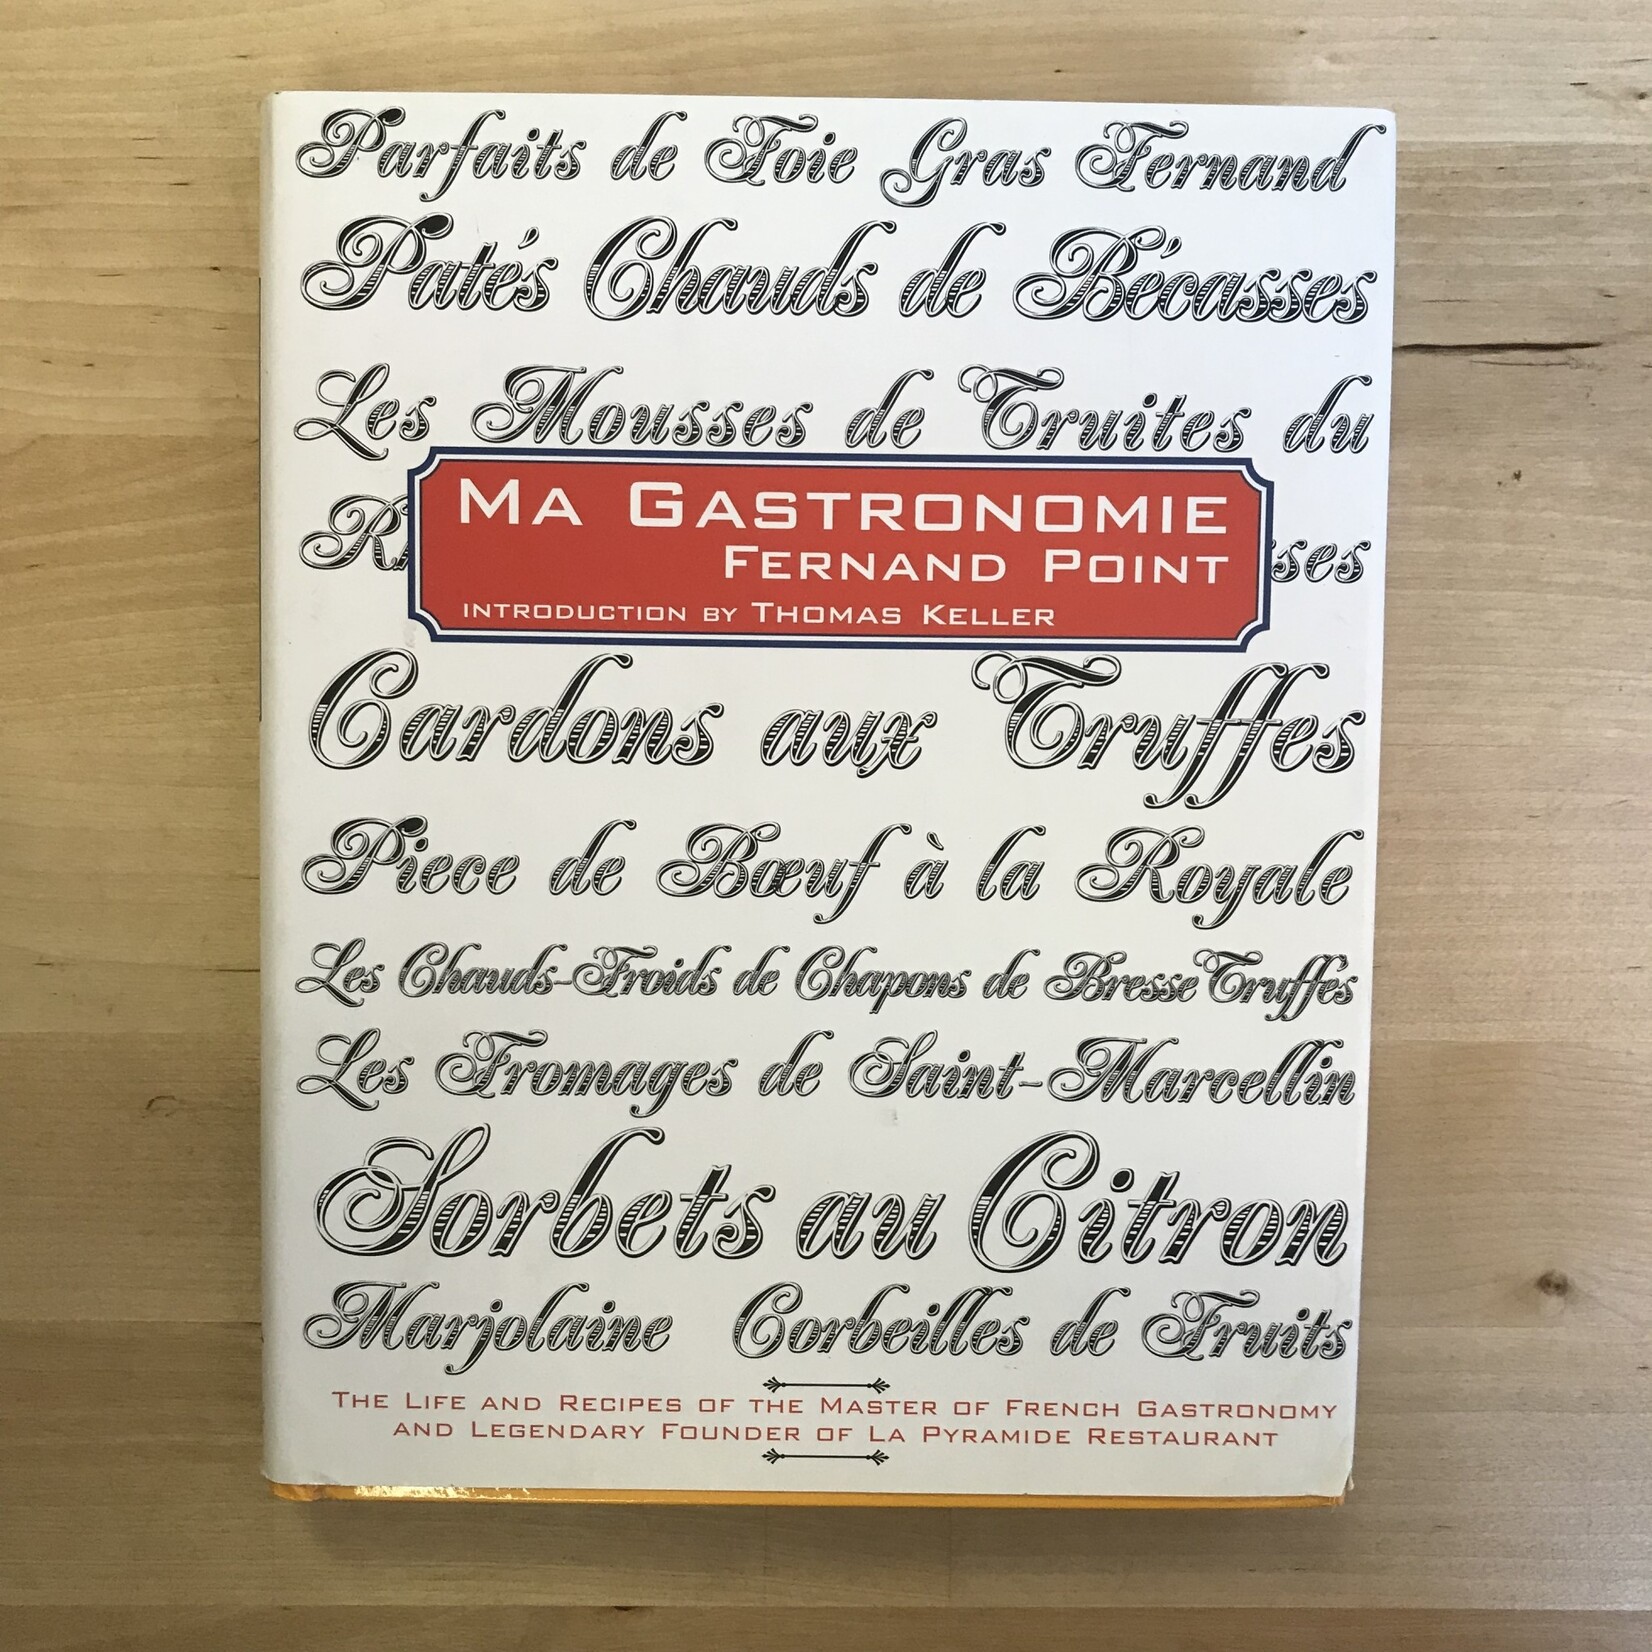 Parfaits de Foie Gras Fernand
Patés Chauds de Bécasses
Les Mousses de Truites du
MA GASTRONOMIE
FERNAND POINT
INTRODUCTION BY THOMAS KELLER
Cardons aux Truffes
Piece de Bœuf à la Royale
Les Chauds-Froids de Chapons de Bresse Truffés
Les Fromages de Saint-Marcellin
Sorbets au Citron
Marjolaine Corbeilles de Fruits
THE LIFE AND RECIPES OF THE MASTER OF FRENCH GASTRONOMY
AND LEGENDARY FOUNDER OF LA PYRAMIDE RESTAURANT